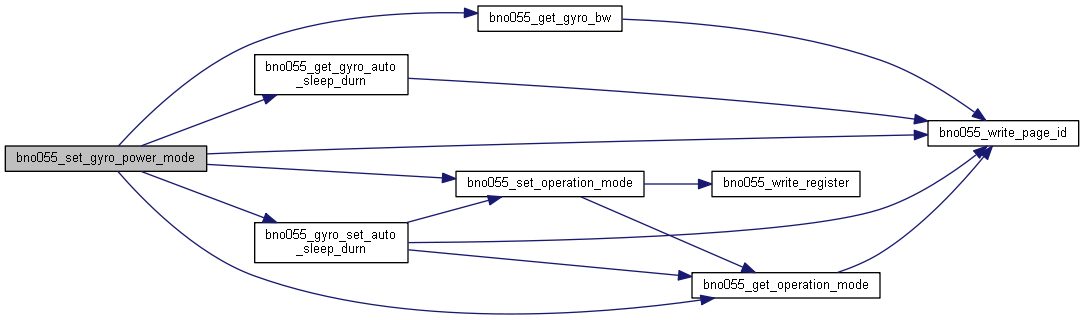 bno055_get_gyro_bw
bno055_get_gyro_auto
_sleep_durn
bno055_write_page_id
bno055_set_gyro_power_mode
bno055_set_operation_mode
bno055_write_register
bno055_gyro_set_auto
_sleep_durn
bno055_get_operation_mode